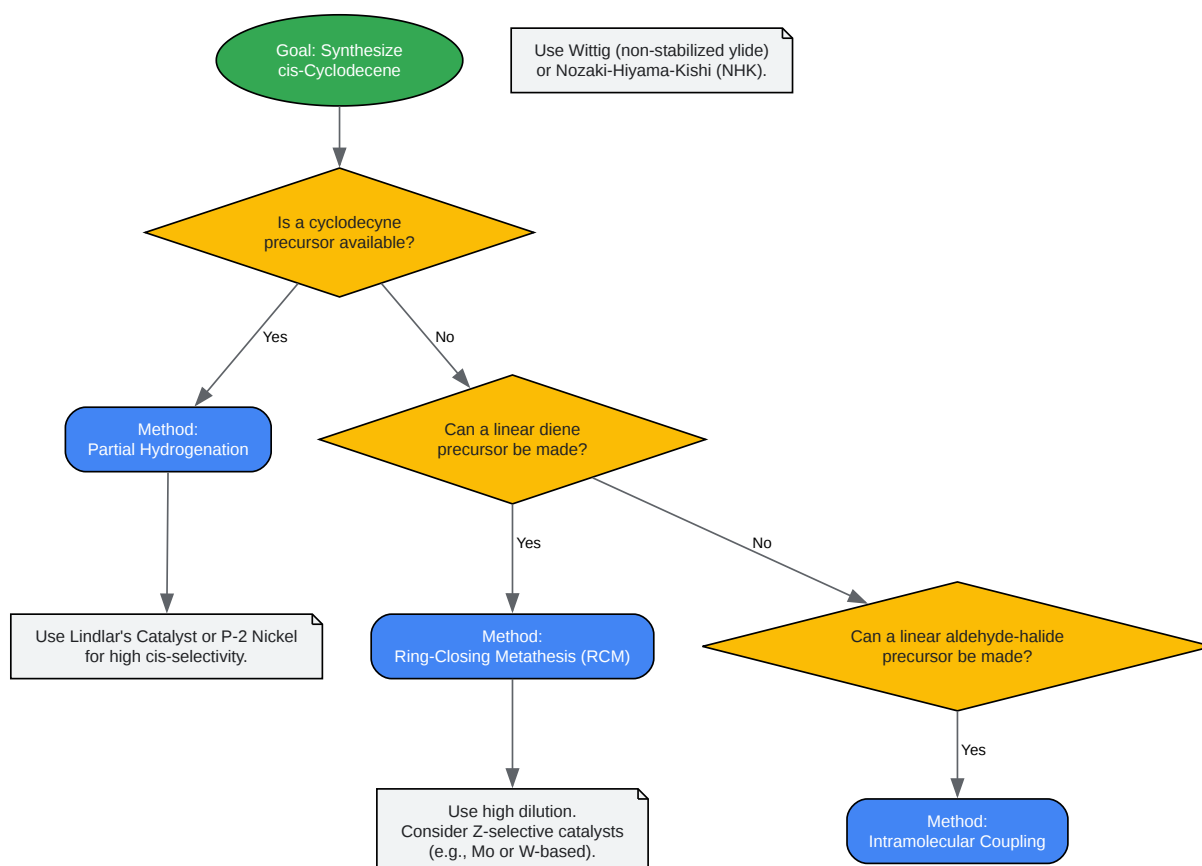 Goal: Synthesize
cis-Cyclodecene
Use Wittig (non-stabilized ylide)
or Nozaki-Hiyama-Kishi (NHK).
Is a cyclodecyne
precursor available?
Yes
No
Method:
Partial Hydrogenation
Can a linear diene
precursor be made?
Yes
No
Use Lindlar's Catalyst or P-2 Nickel
for high cis-selectivity.
Method:
Ring-Closing Metathesis (RCM)
Can a linear aldehyde-halide
precursor be made?
Yes
Use high dilution.
Consider Z-selective catalysts
(e.g., Mo or W-based).
Method:
Intramolecular Coupling